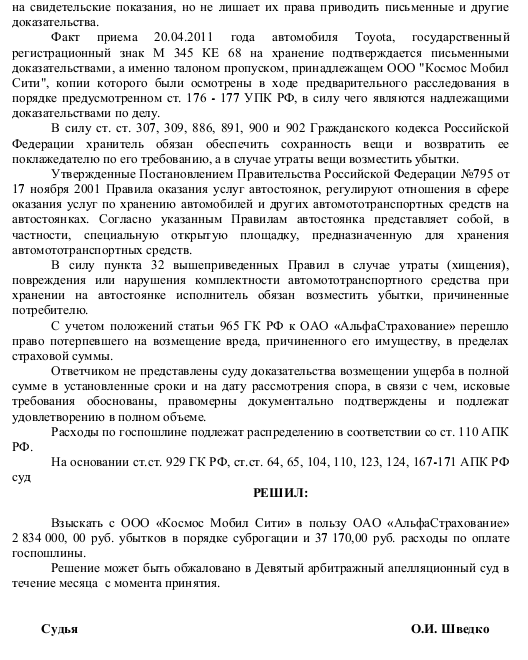 на свидетельские показания, но не лишает их права приводить письменные и другие
доказательства.
Факт приема 20.04.2011 года автомобиля Toyota, государственный
регистрационный знак М 345 КЕ 68 на хранение подтверждается письменными
доказательствами, а именно талоном пропуском, принадлежащем ООО "Космос Мобил
Сити", копии которого были осмотрены в ходе предварительного расследования в
порядке предусмотренном ст. 176 - 177 УПК РФ, в силу чего являются надлежащими
доказательствами по делу.
В силу ст. ст. 307, 309, 886, 891, 900 и 902 Гражданского кодекса Российской
Федерации хранитель обязан обеспечить сохранность вещи и возвратить ее
поклажедателю по его требованию, а в случае утраты вещи возместить убытки.
Утвержденные Постановлением Правительства Российской Федерации №795 от
17 ноября 2001 Правила оказания услуг автостоянок, регулируют отношения в сфере
оказания услуг по хранению автомобилей и других автомототранспортных средств на
автостоянках. Согласно указанным Правилам автостоянка представляет собой, в
частности, специальную открытую площадку, предназначенную для хранения
автомототранспортных средств.
В силу пункта 32 вышеприведенных Правил в случае утраты (хищения),
повреждения или нарушения комплектности автомототранспортного средства при
хранении на автостоянке исполнитель обязан возместить убытки, причиненные
потребителю.
С учетом положений статьи 965 ГК РФ к ОАО «АльфаСтрахование» перешло
право потерпевшего на возмещение вреда, причиненного его имуществу, в пределах
страховой суммы.
Ответчиком не представлены суду доказательства возмещении ущерба в полной
сумме в установленные сроки и на дату рассмотрения спора, в связи с чем, исковые
требования обоснованы, правомерны документально подтверждены и подлежат
удовлетворению в полном объеме.
Расходы по госпошлине подлежат распределению в соответствии со ст. 110 АПК
РФ.
На основании ст.ст. 929 ГК РФ, ст.ст. 64, 65, 104, 110, 123, 124, 167-171 АПК РФ
суд
РЕШИЛ:
Взыскать с ООО «Космос Мобил Сити» в пользу ОАО «АльфаСтрахование»
2 834 000, 00 руб. убытков в порядке суброгации и 37 170,00 руб. расходы по оплате
госпошлины.
Решение может быть обжаловано в Девятый арбитражный апелляционный суд в
течение месяца с момента принятия.
Судья О.И. Шведко